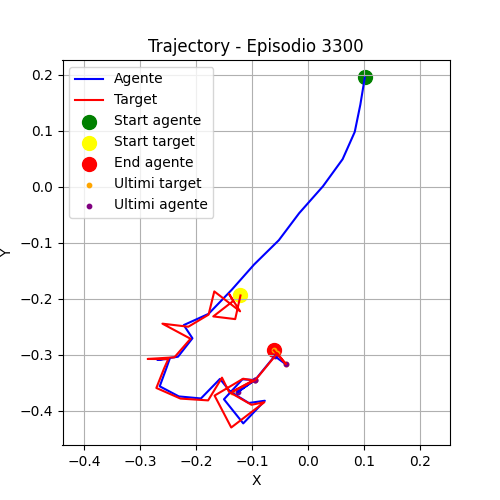 Trajectory - Episodio 3300
Agente
Target
Start agente
Start target
End agente
Ultimi target
Ultimi agente
0.2
0.1
0.0
−0.1
−0.2
−0.3
−0.4
Y
−0.4 −0.3 −0.2 −0.1 0.0 0.1 0.2
X